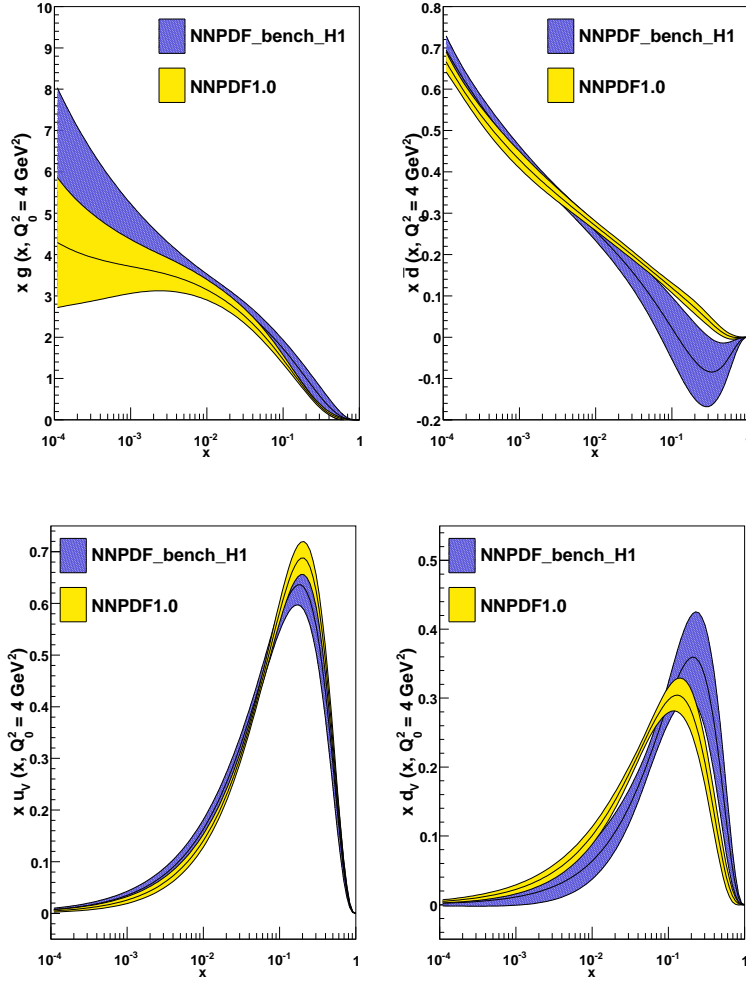 NNPDF_bench_H1
NNPDF1.0
x g (x, Q₀² = 4 GeV²)
10
9
8
7
6
5
4
3
2
1
0
10⁻⁴ 10⁻³ 10⁻² 10⁻¹ 1
x
NNPDF_bench_H1
NNPDF1.0
x d̅ (x, Q₀² = 4 GeV²)
0.8
0.7
0.6
0.5
0.4
0.3
0.2
0.1
0
-0.1
-0.2
10⁻⁴ 10⁻³ 10⁻² 10⁻¹ 1
x
NNPDF_bench_H1
NNPDF1.0
x u_V (x, Q₀² = 4 GeV²)
0.7
0.6
0.5
0.4
0.3
0.2
0.1
0
10⁻⁴ 10⁻³ 10⁻² 10⁻¹ 1
x
NNPDF_bench_H1
NNPDF1.0
x d_V (x, Q₀² = 4 GeV²)
0.5
0.4
0.3
0.2
0.1
0
10⁻⁴ 10⁻³ 10⁻² 10⁻¹ 1
x